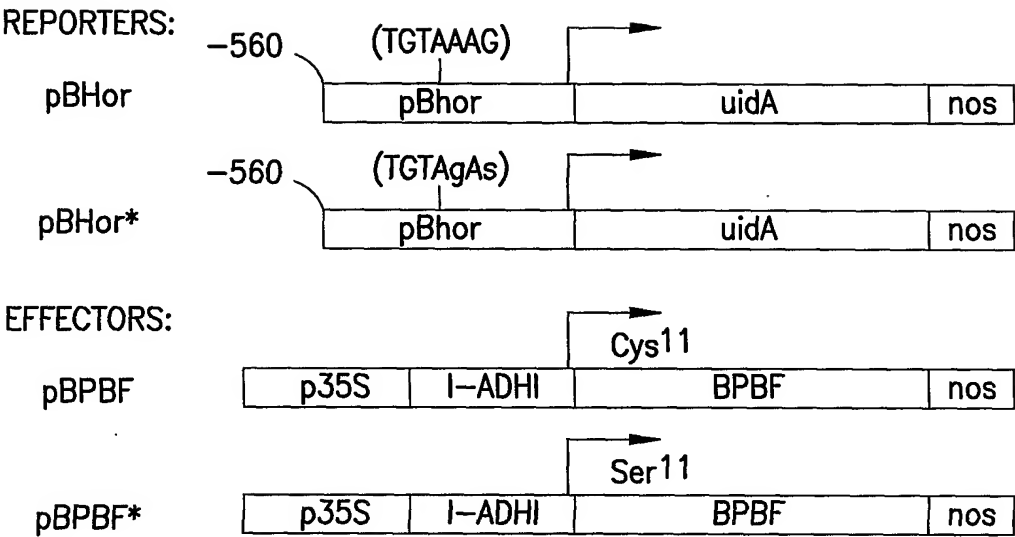 REPORTERS:
-560 (TGTAAAG)
pBHor pBhor uidA nos
-560 (TGTAgAs)
pBHor* pBhor uidA nos
EFFECTORS:
Cys11
pBPBF p35S I-ADHI BPBF nos
Ser11
pBPBF* p35S I-ADHI BPBF nos